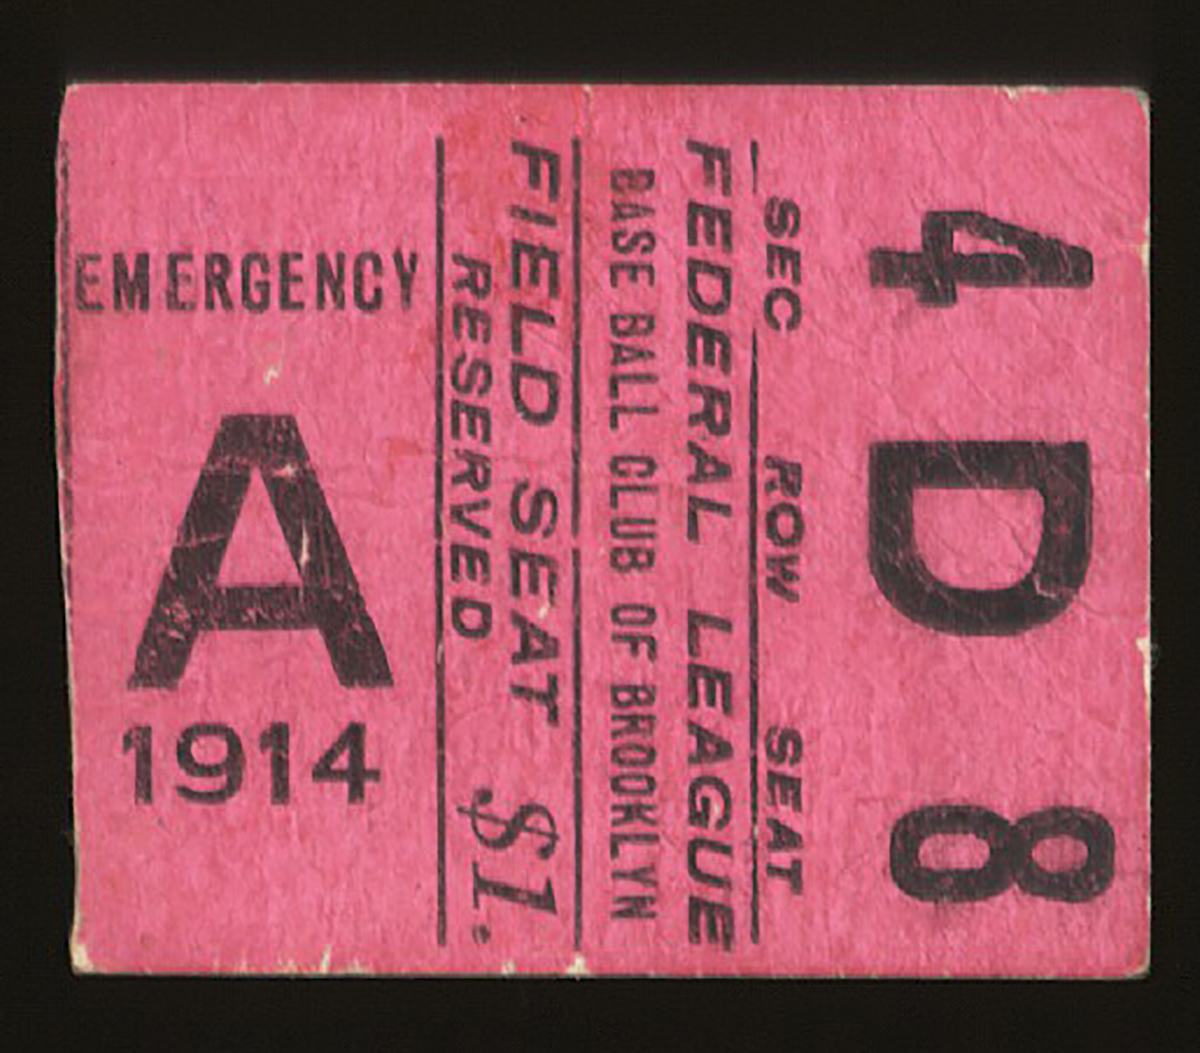 EMERGENCY
A
1914
4 D 8
SEC ROW SEAT
FEDERAL LEAGUE
BASE BALL CLUB OF BROOKLYN
FIELD SEAT $1.
RESERVED